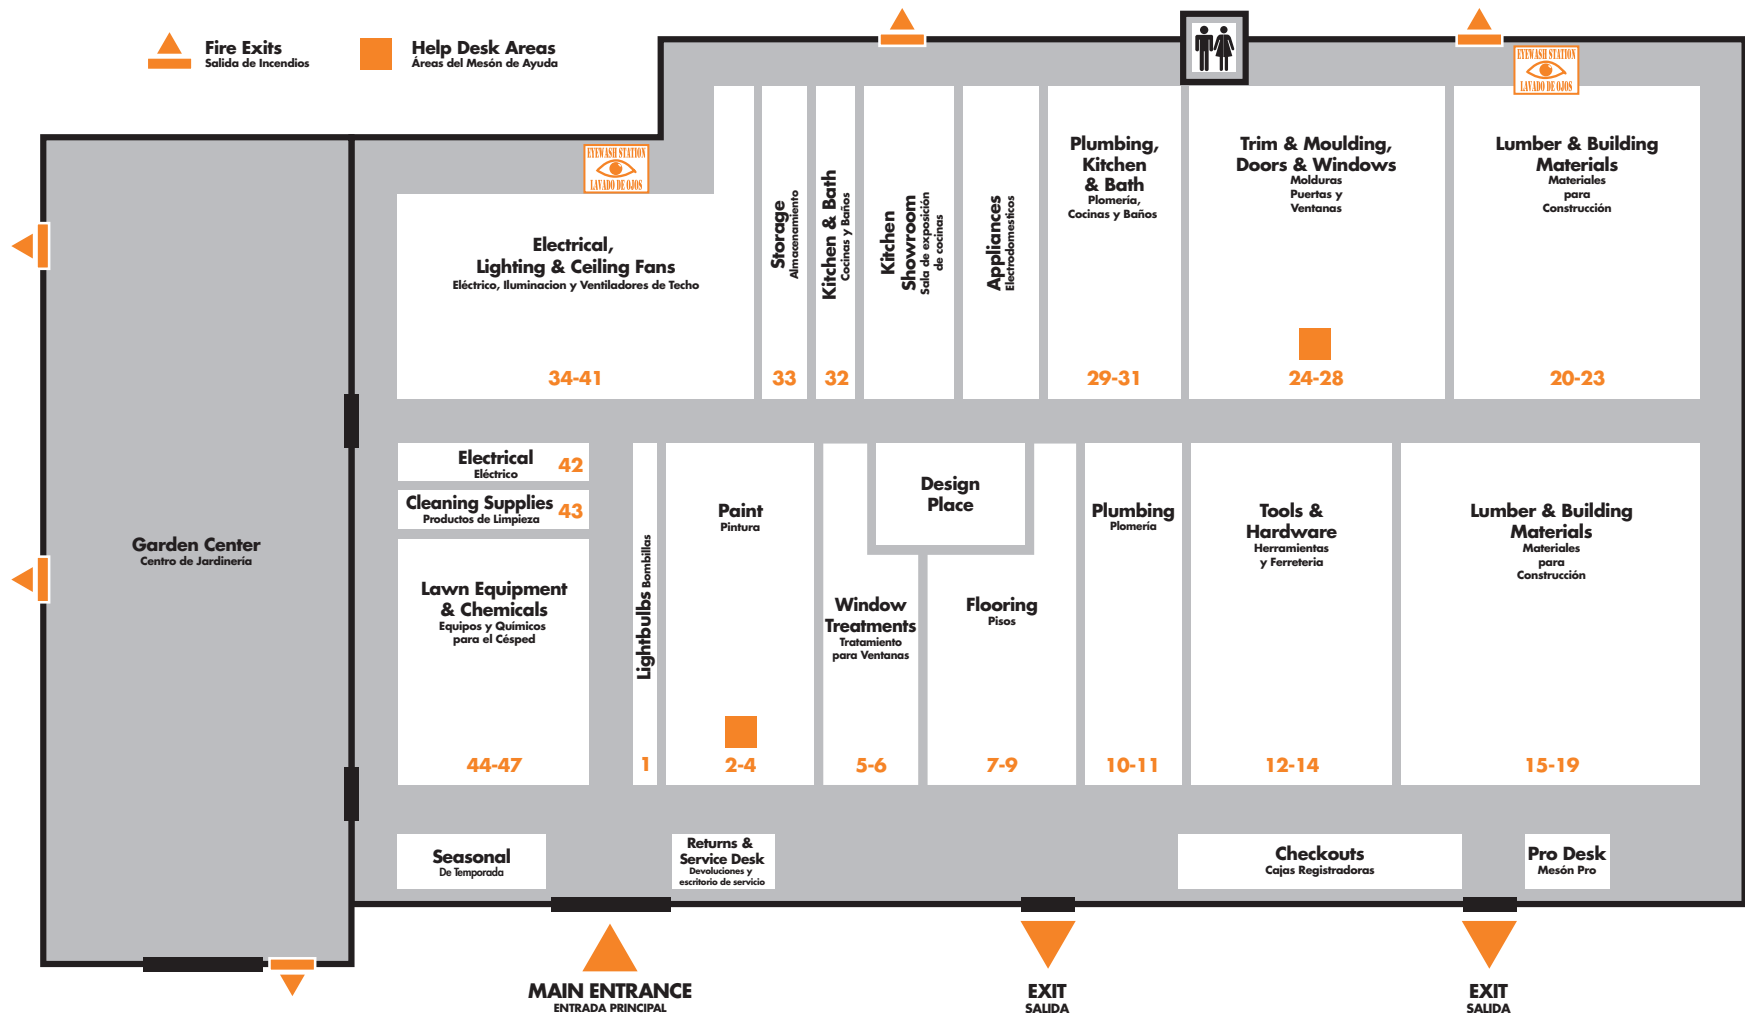 Fire Exits
Salida de Incendios
Help Desk Areas
Áreas del Mesón de Ayuda
EYEWASH STATION
LAVADO DE OJOS
EYEWASH STATION
LAVADO DE OJOS
Electrical,
Lighting & Ceiling Fans
Eléctrico, Iluminacion y Ventiladores de Techo
34-41
Storage
Almacenamiento
33
Kitchen & Bath
Cocinas y Baños
32
Kitchen
Showroom
Sala de exposición
de cocinas
Appliances
Electrodomesticos
Plumbing,
Kitchen
& Bath
Plomería,
Cocinas y Baños
29-31
Trim & Moulding,
Doors & Windows
Molduras
Puertas y
Ventanas
24-28
Lumber & Building
Materials
Materiales
para
Construcción
20-23
Garden Center
Centro de Jardinería
Electrical
Eléctrico
42
Cleaning Supplies
Productos de Limpieza
43
Lawn Equipment
& Chemicals
Equipos y Químicos
para el Césped
44-47
Lightbulbs Bombillas
1
Paint
Pintura
2-4
Window
Treatments
Tratamiento
para Ventanas
5-6
Design
Place
Flooring
Pisos
7-9
Plumbing
Plomería
10-11
Tools &
Hardware
Herramientas
y Ferreteria
12-14
Lumber & Building
Materials
Materiales
para
Construcción
15-19
Seasonal
De Temporada
Returns &
Service Desk
Devoluciones y
escritorio de servicio
Checkouts
Cajas Registradoras
Pro Desk
Mesón Pro
MAIN ENTRANCE
ENTRADA PRINCIPAL
EXIT
SALIDA
EXIT
SALIDA